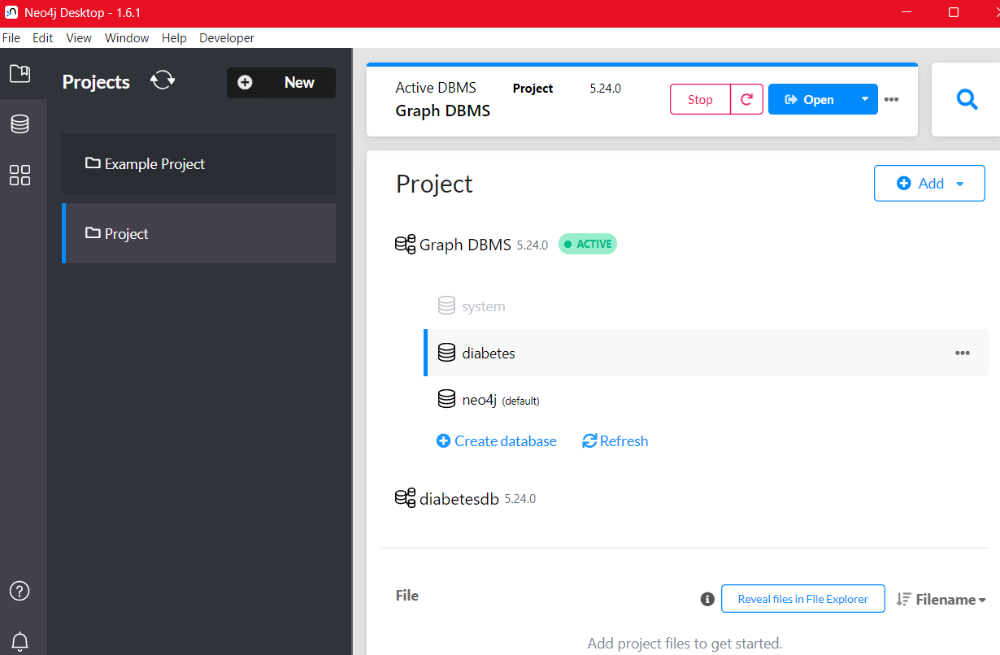 Neo4j Desktop - 1.6.1
File Edit View Window Help Developer
Projects
New
Example Project
Project
Active DBMS
Graph DBMS
Project
5.24.0
Stop
Open
Project
Add
Graph DBMS 5.24.0 ACTIVE
system
diabetes
neo4j (default)
Create database Refresh
diabetesdb 5.24.0
File
Reveal files in File Explorer
Filename
Add project files to get started.